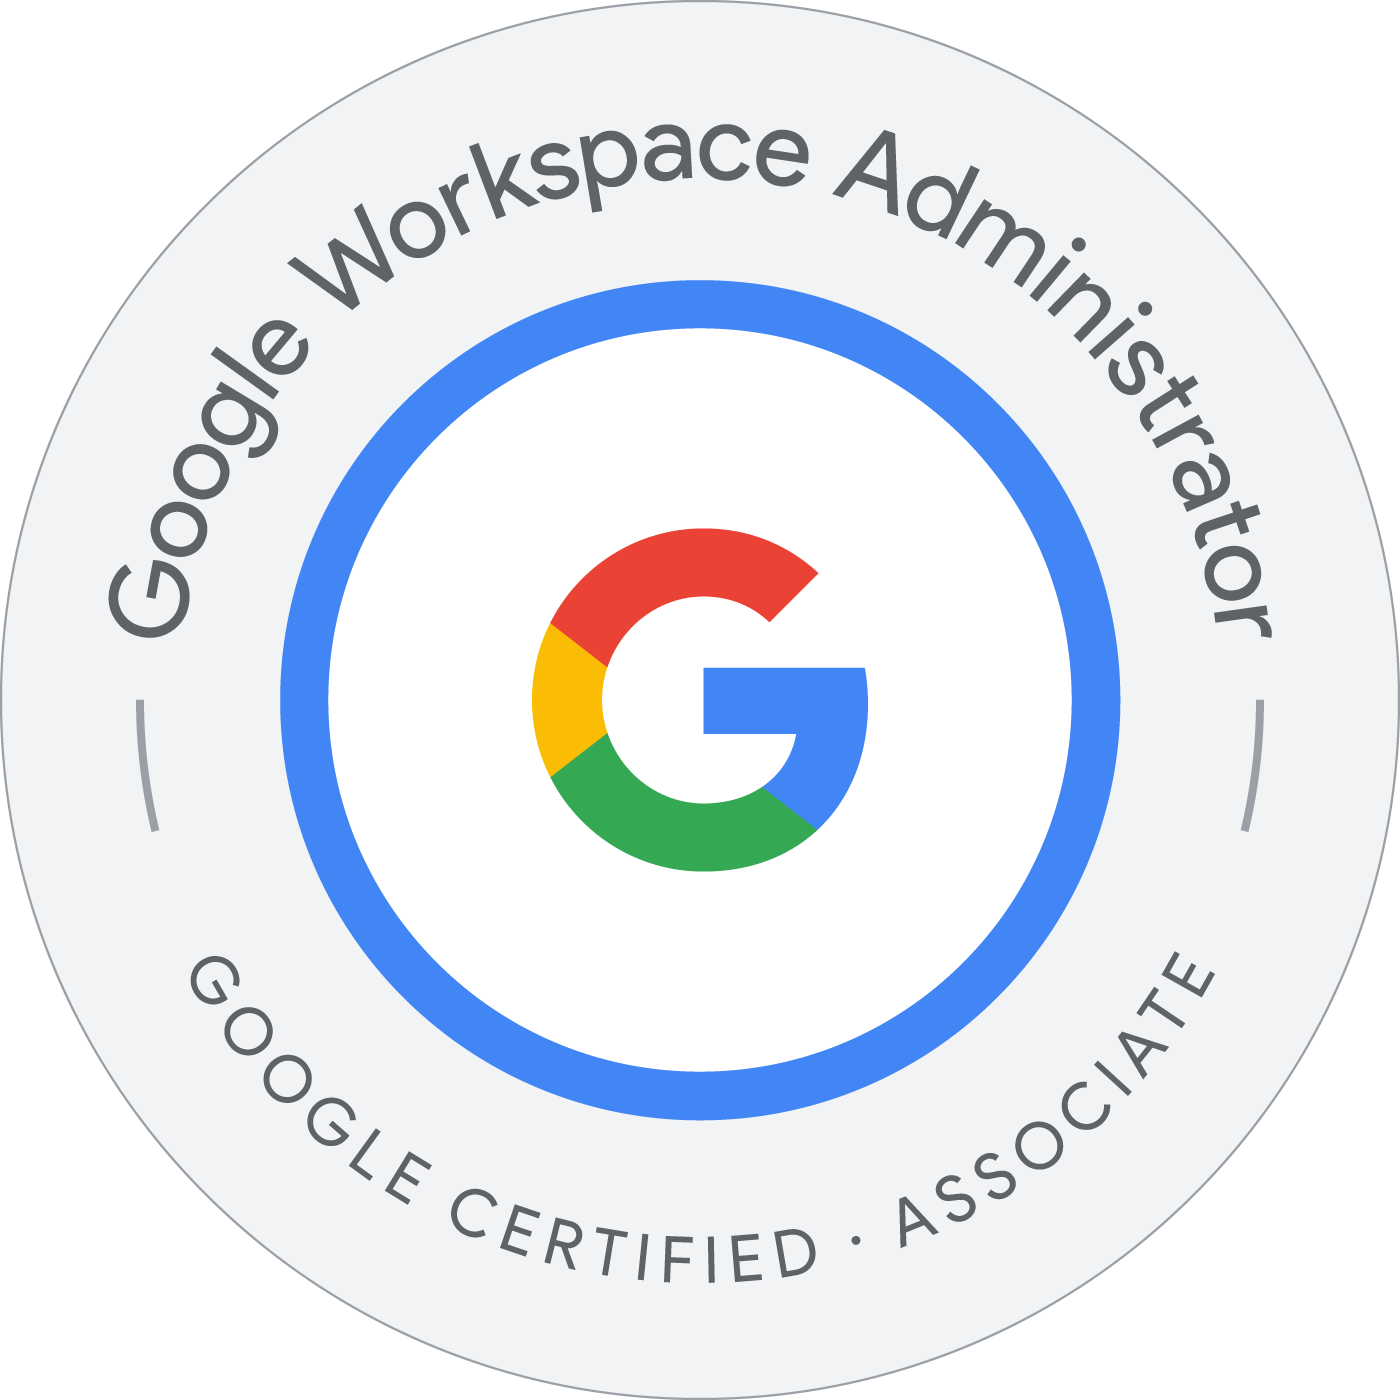 Google Workspace Administrator
G
GOOGLE CERTIFIED · ASSOCIATE